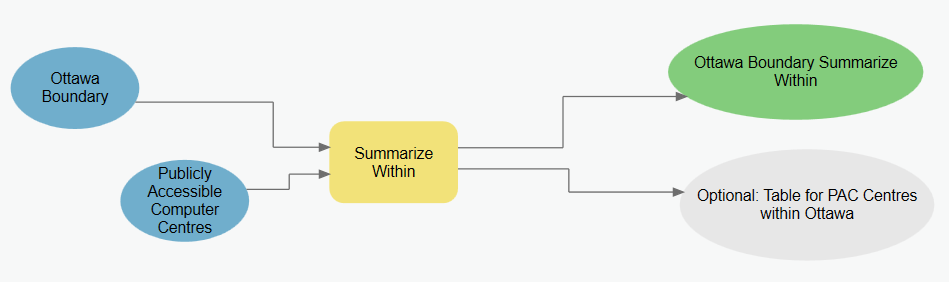 Ottawa
Boundary
Publicly
Accessible
Computer
Centres
Summarize
Within
Ottawa Boundary Summarize
Within
Optional: Table for PAC Centres
within Ottawa